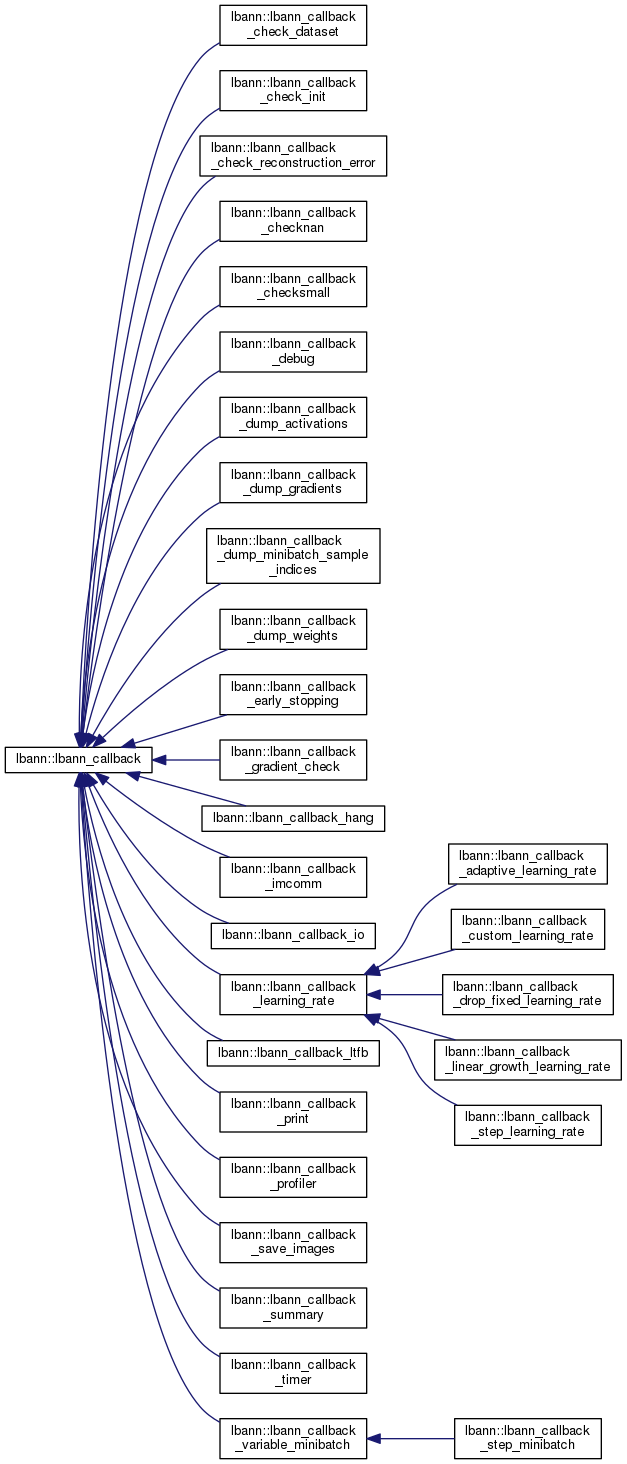 lbann::lbann_callback
_check_dataset
lbann::lbann_callback
_check_init
lbann::lbann_callback
_check_reconstruction_error
lbann::lbann_callback
_checknan
lbann::lbann_callback
_checksmall
lbann::lbann_callback
_debug
lbann::lbann_callback
_dump_activations
lbann::lbann_callback
_dump_gradients
lbann::lbann_callback
_dump_minibatch_sample
_indices
lbann::lbann_callback
_dump_weights
lbann::lbann_callback
_early_stopping
lbann::lbann_callback
lbann::lbann_callback
_gradient_check
lbann::lbann_callback_hang
lbann::lbann_callback
_imcomm
lbann::lbann_callback_io
lbann::lbann_callback
_learning_rate
lbann::lbann_callback
_adaptive_learning_rate
lbann::lbann_callback
_custom_learning_rate
lbann::lbann_callback
_drop_fixed_learning_rate
lbann::lbann_callback
_linear_growth_learning_rate
lbann::lbann_callback
_step_learning_rate
lbann::lbann_callback_ltfb
lbann::lbann_callback
_print
lbann::lbann_callback
_profiler
lbann::lbann_callback
_save_images
lbann::lbann_callback
_summary
lbann::lbann_callback
_timer
lbann::lbann_callback
_variable_minibatch
lbann::lbann_callback
_step_minibatch